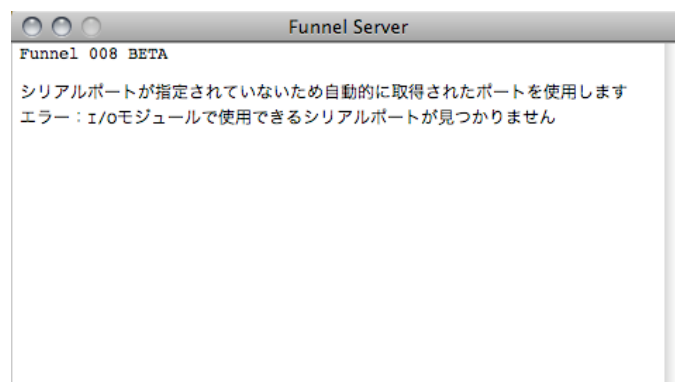 Funnel Server
Funnel 008 BETA
シリアルポートが指定されていないため自動的に取得されたポートを使用します
エラー：I/Oモジュールで使用できるシリアルポートが見つかりません